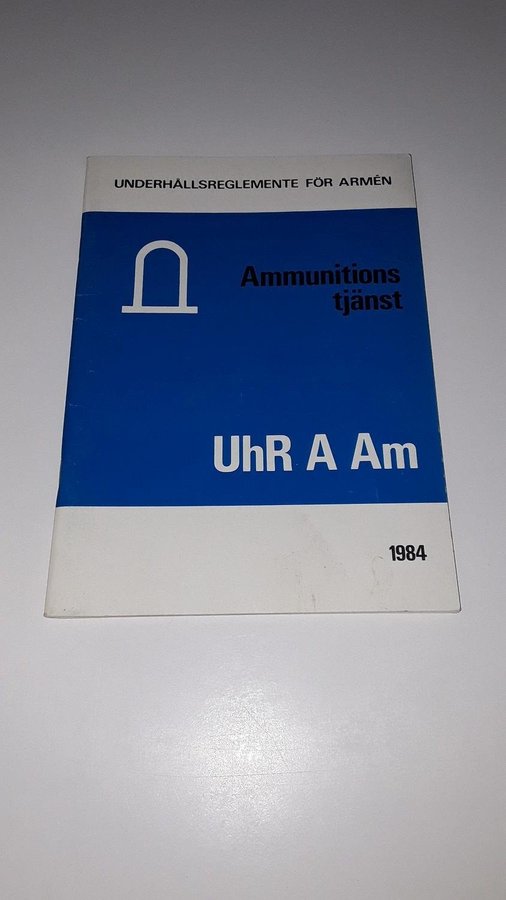 UNDERHÅLLSREGLEMENTE FÖR ARMÉN
Ammunitions
tjänst
UhR A Am
1984